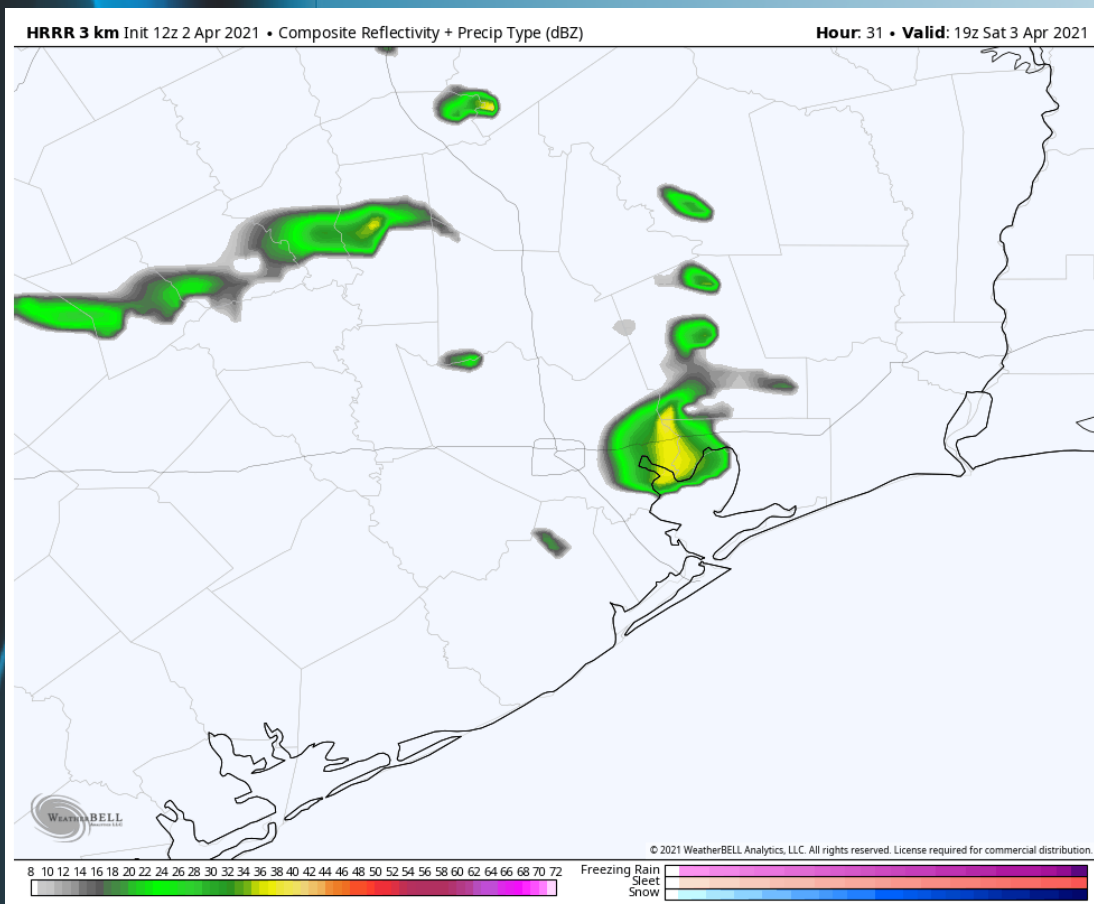 HRRR 3 km Init 12z 2 Apr 2021 • Composite Reflectivity + Precip Type (dBZ) Hour: 31 • Valid: 19z Sat 3 Apr 2021
WEATHERBELL
© 2021 WeatherBELL Analytics, LLC. All rights reserved. License required for commercial distribution.
8 10 12 14 16 18 20 22 24 26 28 30 32 34 36 38 40 42 44 46 48 50 52 54 56 58 60 62 64 66 68 70 72
Freezing Rain
Sleet
Snow